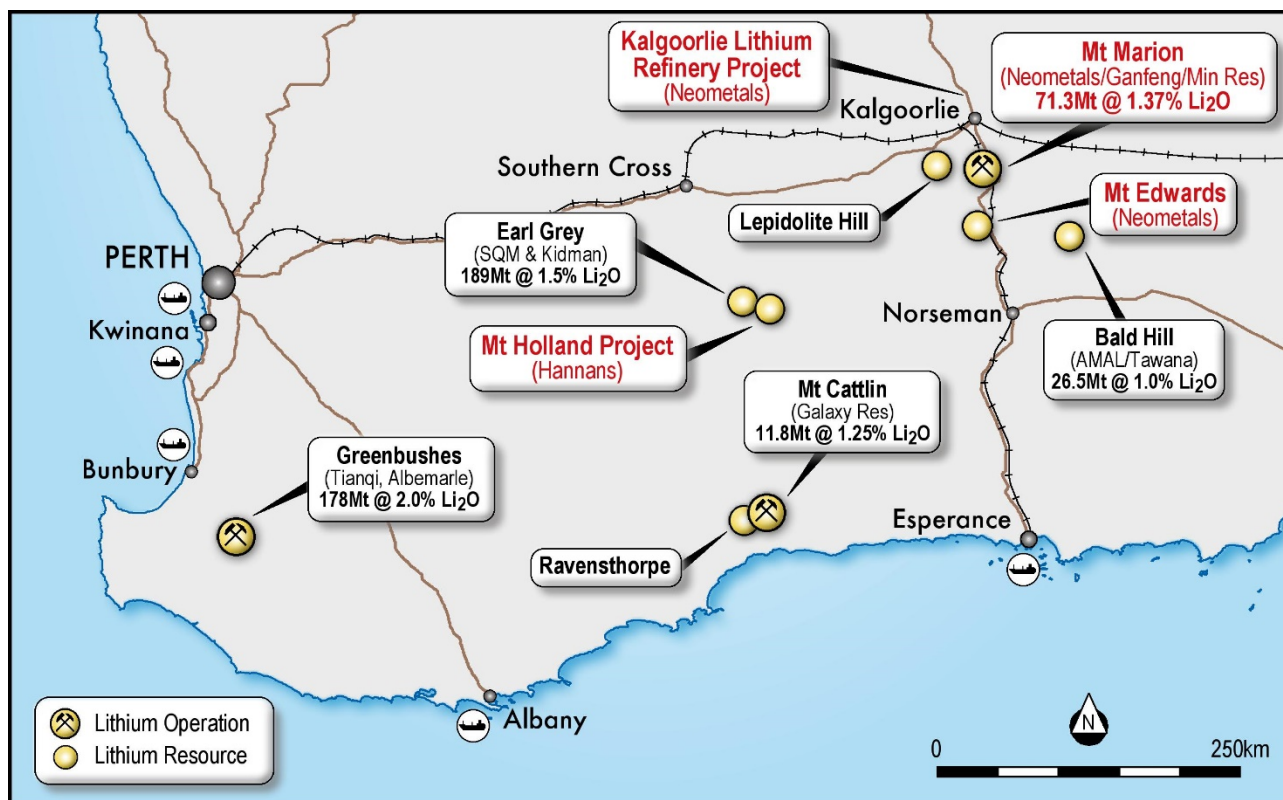 Kalgoorlie Lithium
Refinery Project
(Neometals)
Mt Marion
(Neometals/Ganfeng/Min Res)
71.3Mt @ 1.37% Li₂O
Kalgoorlie
Southern Cross
Lepidolite Hill
Mt Edwards
(Neometals)
Earl Grey
(SQM & Kidman)
189Mt @ 1.5% Li₂O
PERTH
Kwinana
Mt Holland Project
(Hannans)
Norseman
Bald Hill
(AMAL/Tawana)
26.5Mt @ 1.0% Li₂O
Mt Cattlin
(Galaxy Res)
11.8Mt @ 1.25% Li₂O
Bunbury
Greenbushes
(Tianqi, Albemarle)
178Mt @ 2.0% Li₂O
Esperance
Ravensthorpe
Albany
Lithium Operation
Lithium Resource
N
0
250km